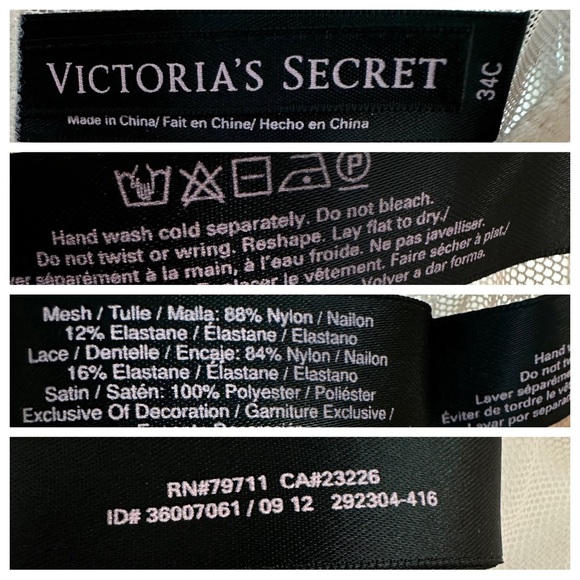 VICTORIA'S SECRET
34C
Made in China/ Fait en Chine/ Hecho en China
P
Hand wash cold separately. Do not bleach.
Do not twist or wring. Reshape. Lay flat to dry./
séparément à la main, à l'eau froide. Ne pas javelliser.
le vêtement. Faire sécher à plat./
Volver a dar forma.
Mesh / Tulle / Malla: 88% Nylon / Nailon
12% Elastane / Élastane / Elastano
Lace / Dentelle / Encaje: 84% Nylon / Nailon
16% Elastane / Élastane / Elastano
Satin / Satén: 100% Polyester / Poliéster
Exclusive Of Decoration / Garniture Exclusive /
Hand
Do not
Laver séparém
Éviter de tordre le
Lavar por separa
RN#79711 CA#23226
ID# 36007061 / 09 12 292304-416